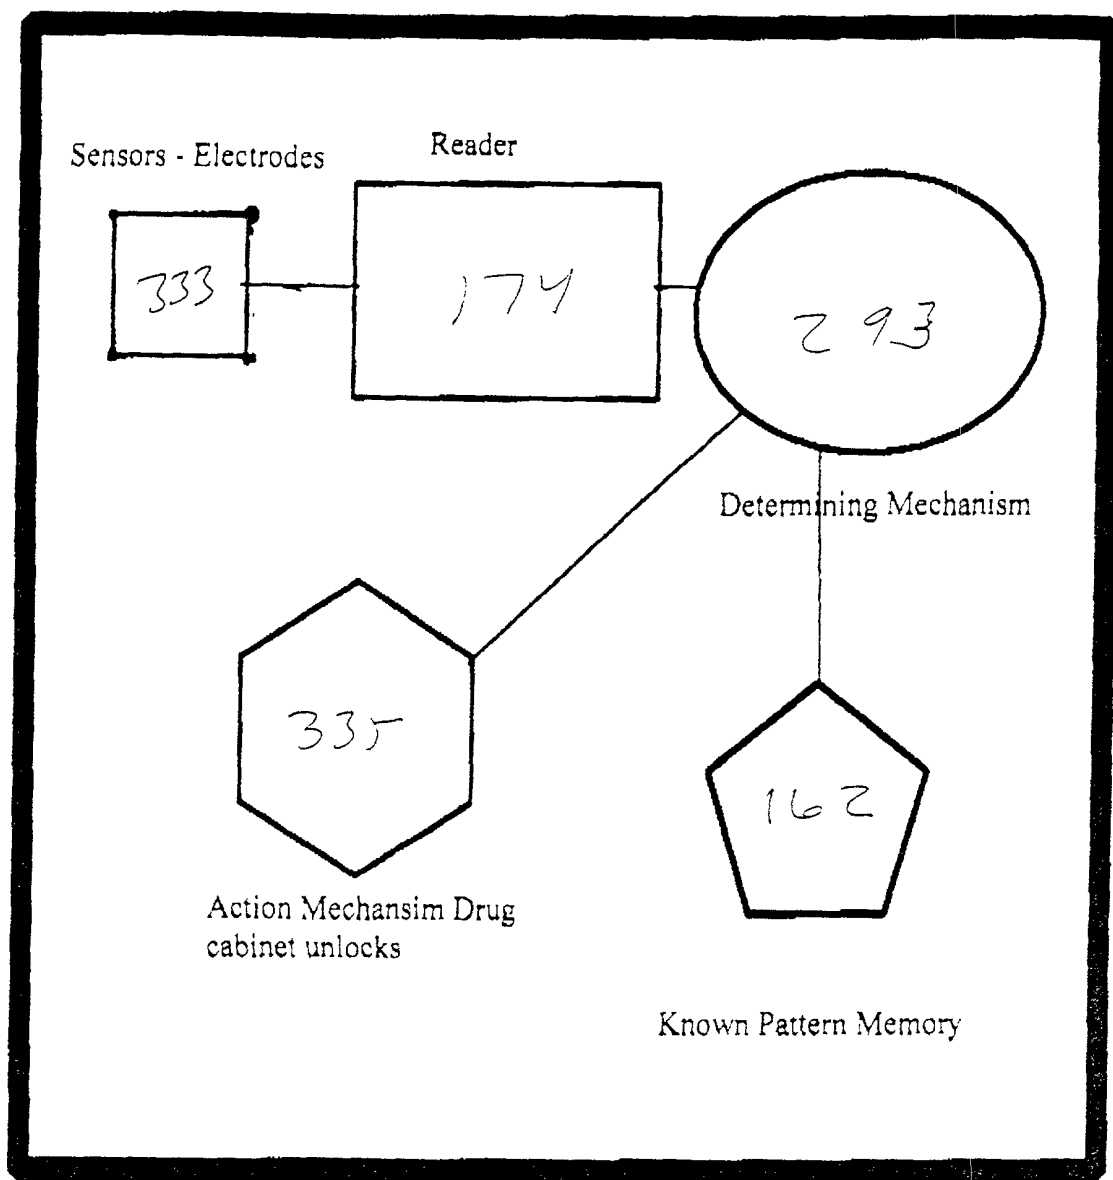 Sensors - Electrodes
Reader
333
174
293
Determining Mechanism
335
162
Action Mechansim Drug
cabinet unlocks
Known Pattern Memory